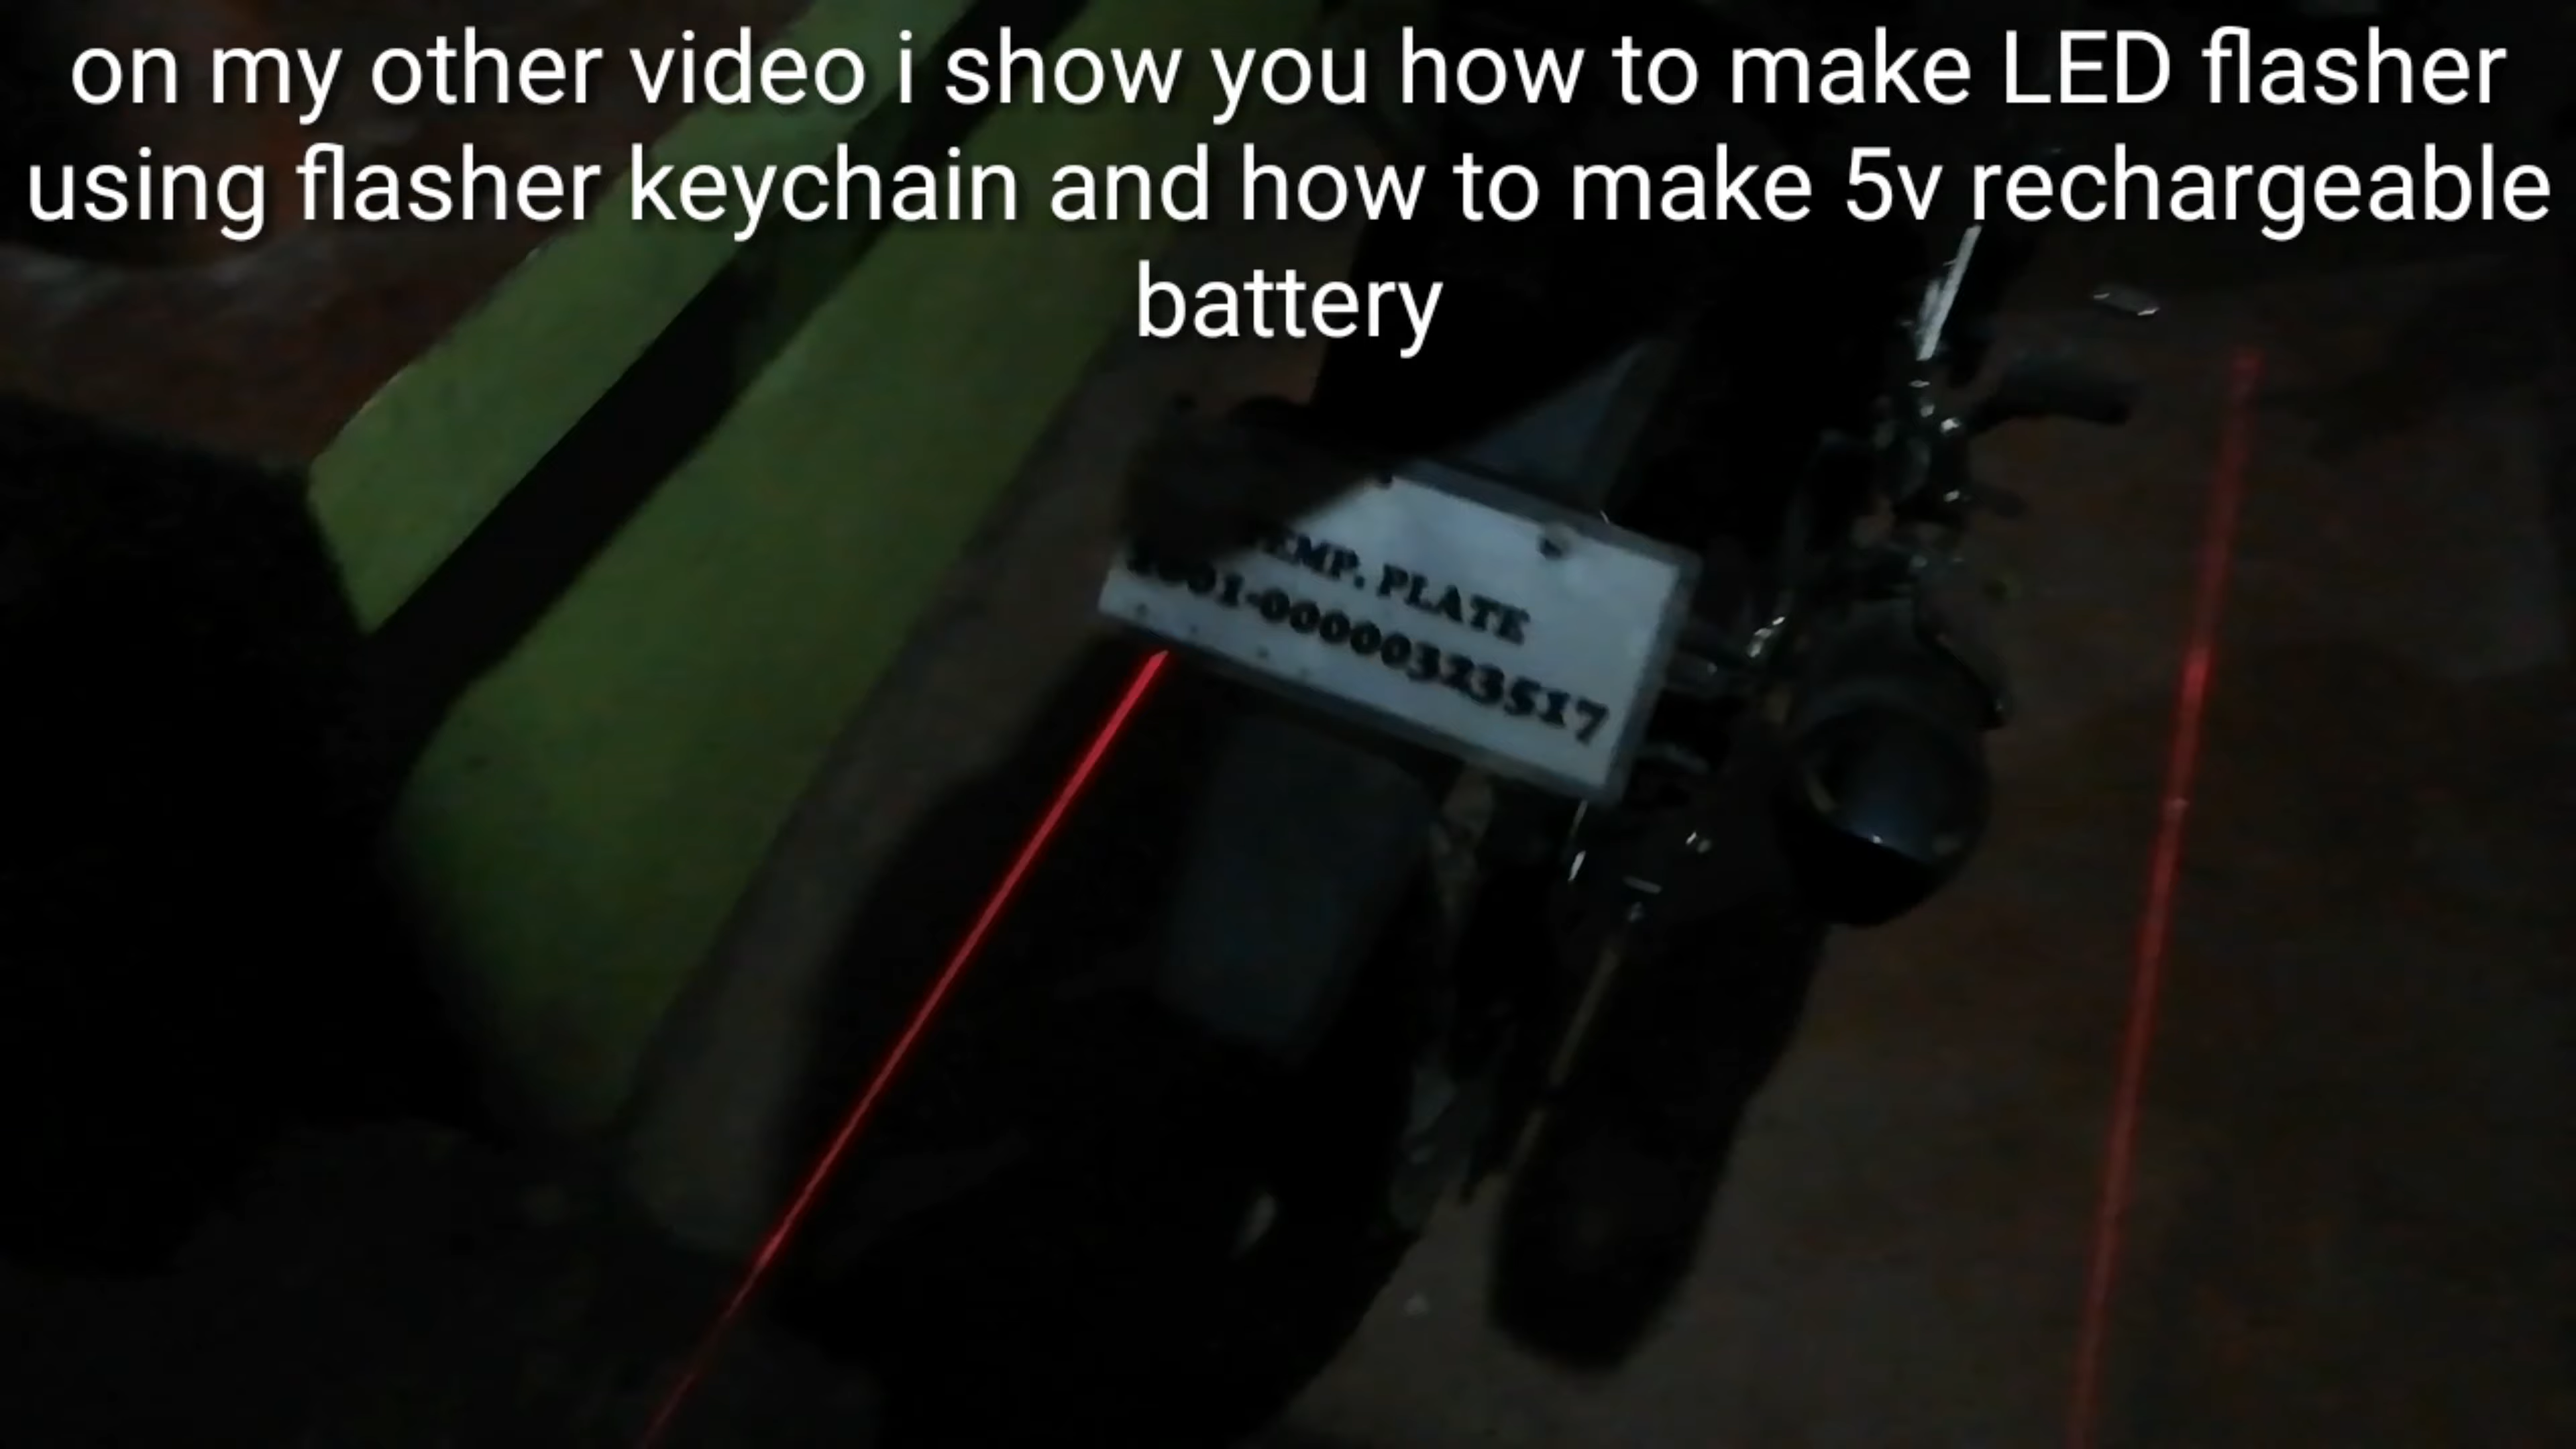 on my other video i show you how to make LED flasher
using flasher keychain and how to make 5v rechargeable
battery
PLATE